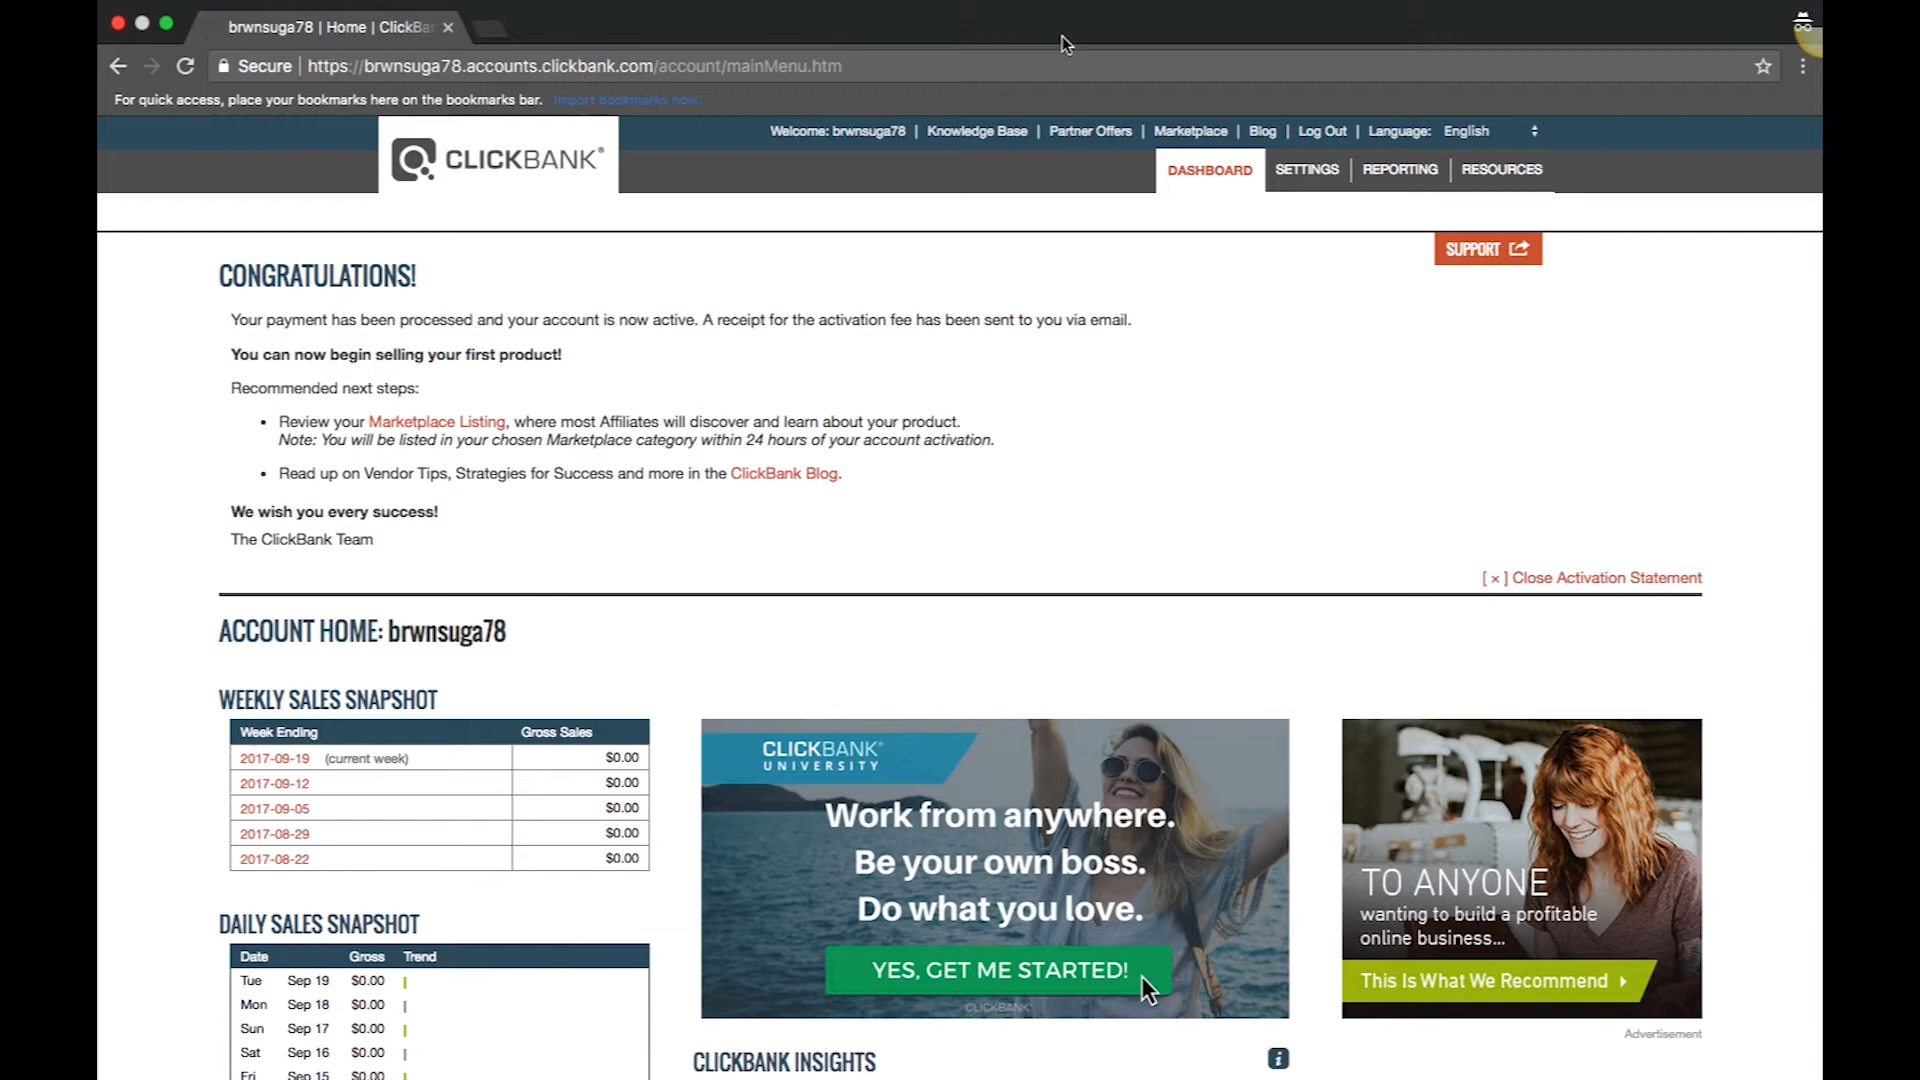 brwnsuga78 | Home | ClickBa
Secure | https://brwnsuga78.accounts.clickbank.com/account/mainMenu.htm
For quick access, place your bookmarks here on the bookmarks bar. Import bookmarks now.
CLICKBANK®
Welcome: brwnsuga78 | Knowledge Base | Partner Offers | Marketplace | Blog | Log Out | Language: English
DASHBOARD SETTINGS | REPORTING | RESOURCES
SUPPORT
CONGRATULATIONS!
Your payment has been processed and your account is now active. A receipt for the activation fee has been sent to you via email.
You can now begin selling your first product!
Recommended next steps:
• Review your Marketplace Listing, where most Affiliates will discover and learn about your product.
Note: You will be listed in your chosen Marketplace category within 24 hours of your account activation.
• Read up on Vendor Tips, Strategies for Success and more in the ClickBank Blog.
We wish you every success!
The ClickBank Team
[ × ] Close Activation Statement
ACCOUNT HOME: brwnsuga78
WEEKLY SALES SNAPSHOT
Week Ending Gross Sales
2017-09-19 (current week) $0.00
2017-09-12 $0.00
2017-09-05 $0.00
2017-08-29 $0.00
2017-08-22 $0.00
DAILY SALES SNAPSHOT
Date Gross Trend
Tue Sep 19 $0.00
Mon Sep 18 $0.00
Sun Sep 17 $0.00
Sat Sep 16 $0.00
Fri Sep 15 $0.00
CLICKBANK®
UNIVERSITY
Work from anywhere.
Be your own boss.
Do what you love.
YES, GET ME STARTED!
CLICKBANK®
CLICKBANK INSIGHTS
TO ANYONE
wanting to build a profitable
online business...
This Is What We Recommend
Advertisement